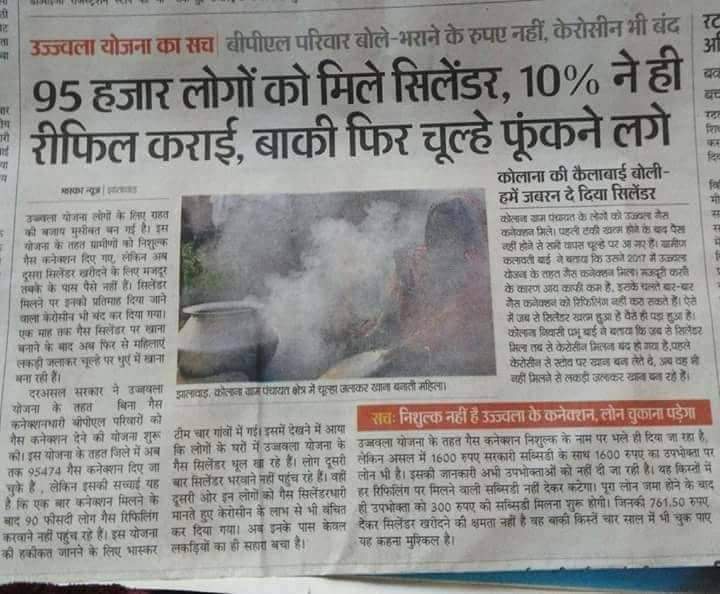 उज्ज्वला योजना का सच
बीपीएल परिवार बोले-भराने के रुपए नहीं, केरोसीन भी बंद
95 हजार लोगों को मिले सिलेंडर, 10% ने ही
रीफिल कराई, बाकी फिर चूल्हे फूंकने लगे
भास्कर न्यूज | झालावाड़
उज्ज्वला योजना लोगों के लिए राहत
की बजाय मुसीबत बन गई है। इस
योजना के तहत ग्रामीणों को निशुल्क
गैस कनेक्शन दिए गए, लेकिन अब
दूसरा सिलेंडर खरीदने के लिए मजदूर
तबके के पास पैसे नहीं हैं। सिलेंडर
मिलने पर इनको प्रतिमाह दिया जाने
वाला केरोसीन भी बंद कर दिया गया।
एक माह तक गैस सिलेंडर पर खाना
बनाने के बाद अब फिर से महिलाएं
लकड़ी जलाकर चूल्हे पर धुएं में खाना
बना रही हैं।
दरअसल सरकार ने उज्ज्वला
योजना के तहत बिना गैस
कनेक्शनधारी बीपीएल परिवारों को
गैस कनेक्शन देने की योजना शुरू
की। इस योजना के तहत जिले में अब
तक 95474 गैस कनेक्शन दिए जा
चुके हैं, लेकिन इसकी सच्चाई यह
है कि एक बार कनेक्शन मिलने के
बाद 90 फीसदी लोग गैस रिफिलिंग
करवाने नहीं पहुंच रहे हैं। इस योजना
की हकीकत जानने के लिए भास्कर
झालावाड़. कोलाना ग्राम पंचायत क्षेत्र में चूल्हा जलाकर खाना बनाती महिला।
टीम चार गांवों में गई। इसमें देखने में आया
कि लोगों के घरों में उज्ज्वला योजना के
गैस सिलेंडर धूल खा रहे हैं। लोग दूसरी
बार सिलेंडर भरवाने नहीं पहुंच रहे हैं। वहीं
दूसरी ओर इन लोगों को गैस सिलेंडरधारी
मानते हुए केरोसीन के लाभ से भी वंचित
कर दिया गया। अब इनके पास केवल
लकड़ियों का ही सहारा बचा है।
कोलाना की कैलाबाई बोली-
हमें जबरन दे दिया सिलेंडर
कोलाना ग्राम पंचायत के लोगों को उज्ज्वला गैस
कनेक्शन मिले। पहली टंकी खत्म होने के बाद पैसा
नहीं होने से सभी वापस चूल्हे पर आ गए हैं। ग्रामीण
कलावती बाई ने बताया कि उसने 2017 में उज्ज्वला
योजना के तहत गैस कनेक्शन मिला। मजदूरी करने
के कारण आय काफी कम है, इसके चलते बार-बार
गैस कनेक्शन को रिफिलिंग नहीं करा सकते हैं। ऐसे
में जब से सिलेंडर खत्म हुआ है वैसे ही पड़ा हुआ है।
कोलाना निवासी पभू बाई ने बताया कि जब से सिलेंडर
मिला तब से केरोसीन मिलना बंद हो गया है, पहले
केरोसीन से स्टोव पर खाना बना लेते थे, अब वह भी
नहीं मिलने से लकड़ी जलाकर खाना बना रहे हैं।
सच: निशुल्क नहीं है उज्ज्वला के कनेक्शन, लोन चुकाना पड़ेगा
उज्ज्वला योजना के तहत गैस कनेक्शन निशुल्क के नाम पर भले ही दिया जा रहा है,
लेकिन असल में 1600 रुपए सरकारी सब्सिडी के साथ 1600 रुपए का उपभोक्ता पर
लोन भी है। इसकी जानकारी अभी उपभोक्ताओं को नहीं दी जा रही है। यह किस्तों में
हर रिफिलिंग पर मिलने वाली सब्सिडी नहीं देकर कटेगा। पूरा लोन जमा होने के बाद
ही उपभोक्ता को 300 रुपए की सब्सिडी मिलना शुरू होगी। जिनकी 761.50 रुपए
देकर सिलेंडर खरीदने की क्षमता नहीं है वह बाकी किस्तें चार साल में भी चुक पाए
यह कहना मुश्किल है।